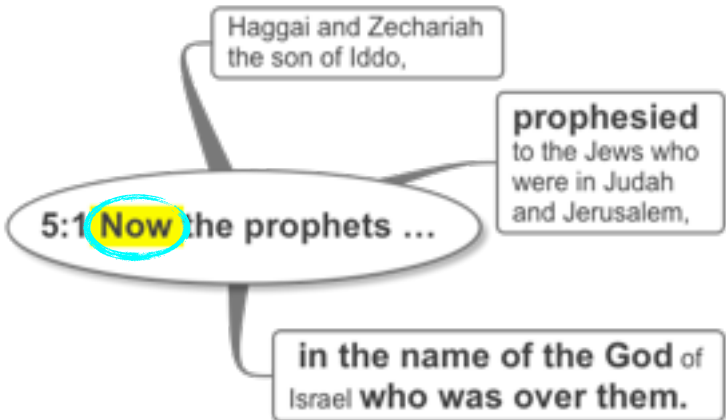 Haggai and Zechariah
the son of Iddo,
prophesied
to the Jews who
were in Judah
and Jerusalem,
5:1 Now the prophets ...
in the name of the God of
Israel who was over them.